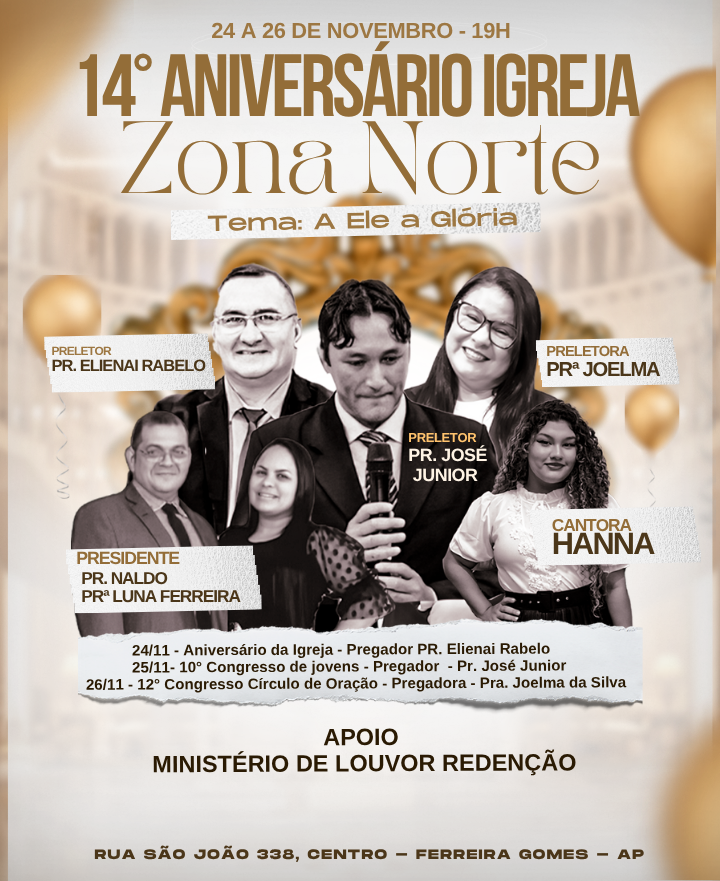 24 A 26 DE NOVEMBRO - 19H
14° ANIVERSÁRIO IGREJA
Zona Norte
Tema: A Ele a Glória
PRELETOR
PR. ELIENAI RABELO
PRELETORA
PRª JOELMA
PRELETOR
PR. JOSÉ
JUNIOR
CANTORA
HANNA
PRESIDENTE
PR. NALDO
PRª LUNA FERREIRA
24/11 - Aniversário da Igreja - Pregador PR. Elienai Rabelo
25/11- 10° Congresso de jovens - Pregador - Pr. José Junior
26/11 - 12° Congresso Círculo de Oração - Pregadora - Pra. Joelma da Silva
APOIO
MINISTÉRIO DE LOUVOR REDENÇÃO
RUA SÃO JOÃO 338, CENTRO – FERREIRA GOMES – AP